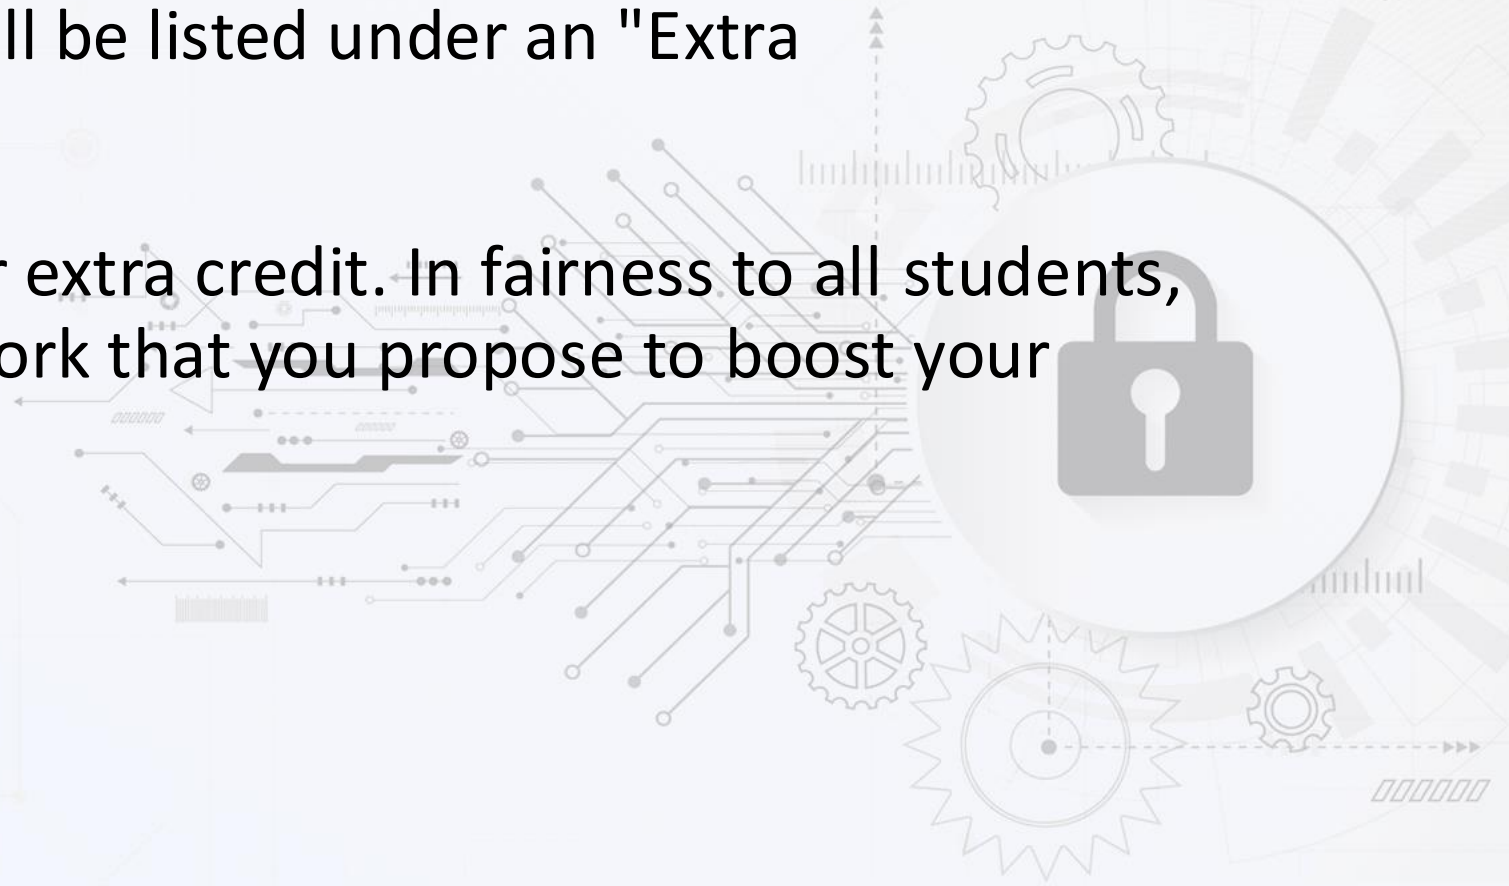 ll be listed under an "Extra
r extra credit. In fairness to all students,
ork that you propose to boost your